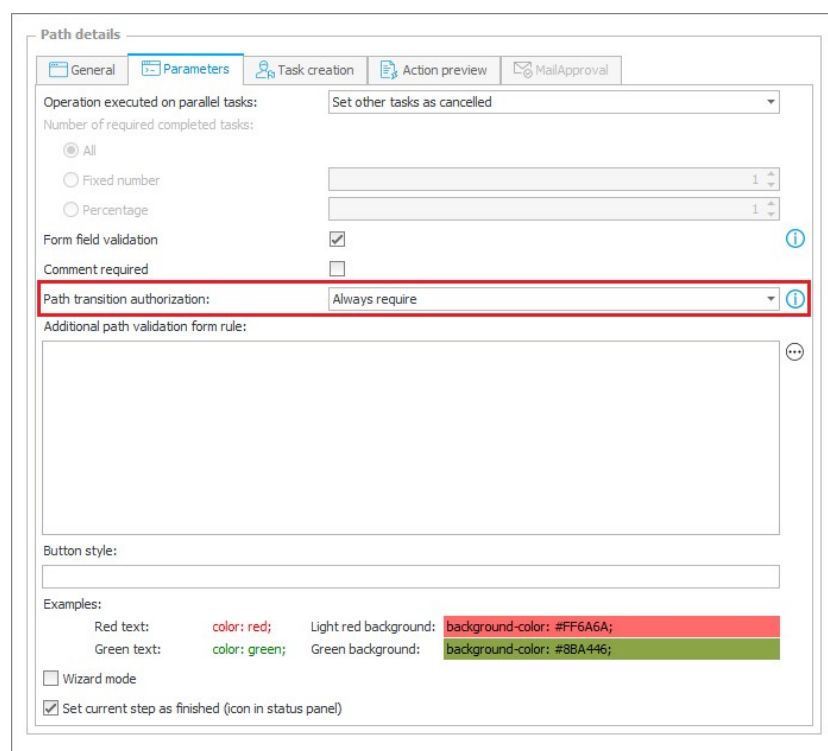 Path details
General Parameters Task creation Action preview MailApproval
Operation executed on parallel tasks: Set other tasks as cancelled
Number of required completed tasks:
All
Fixed number 1
Percentage 1
Form field validation
Comment required
Path transition authorization: Always require
Additional path validation form rule:
Button style:
Examples:
Red text: color: red; Light red background: background-color: #FF6A6A;
Green text: color: green; Green background: background-color: #8BA446;
Wizard mode
Set current step as finished (icon in status panel)